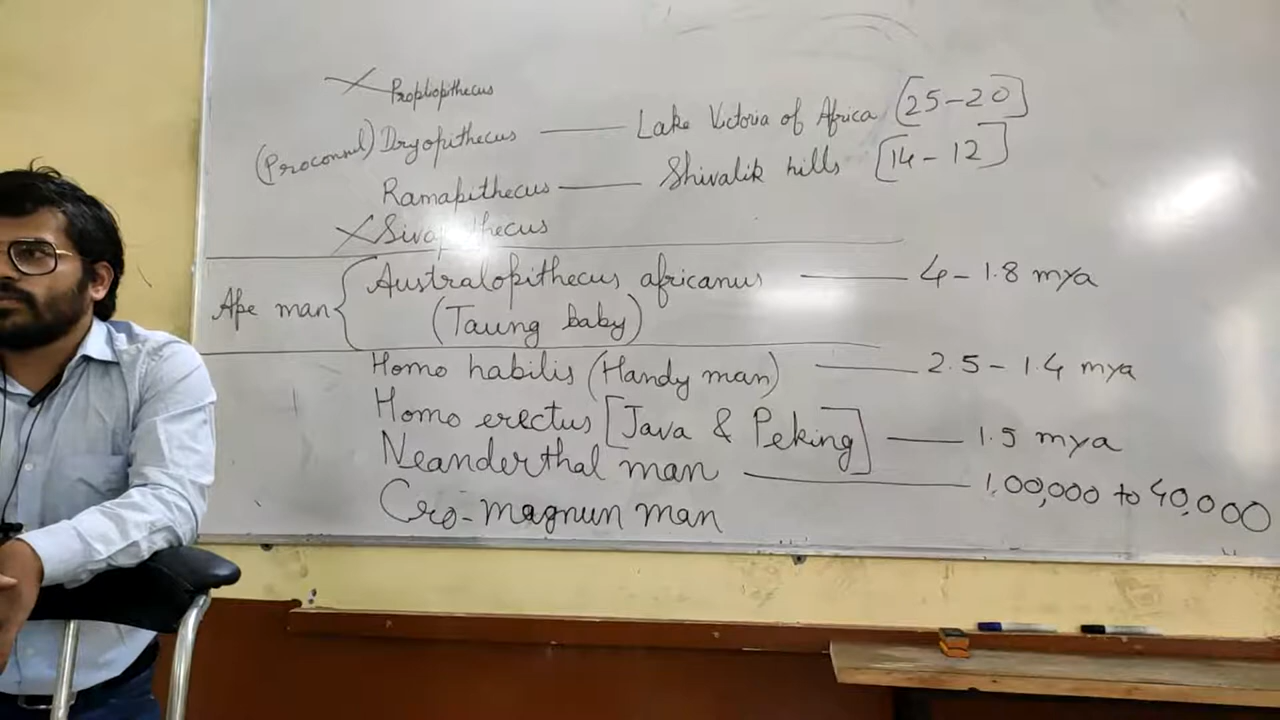 Propliopithecus
(Proconsul) Dryopithecus — Lake Victoria of Africa [25-20]
Ramapithecus — Shivalik hills [14-12]
Sivapithecus
Ape man { Australopithecus africanus — 4-1.8 mya
(Taung baby)
Homo habilis (Handy man) — 2.5-1.4 mya
Homo erectus [Java & Peking] — 1.5 mya
Neanderthal man — 1,00,000 to 40,000
Cro-magnun man